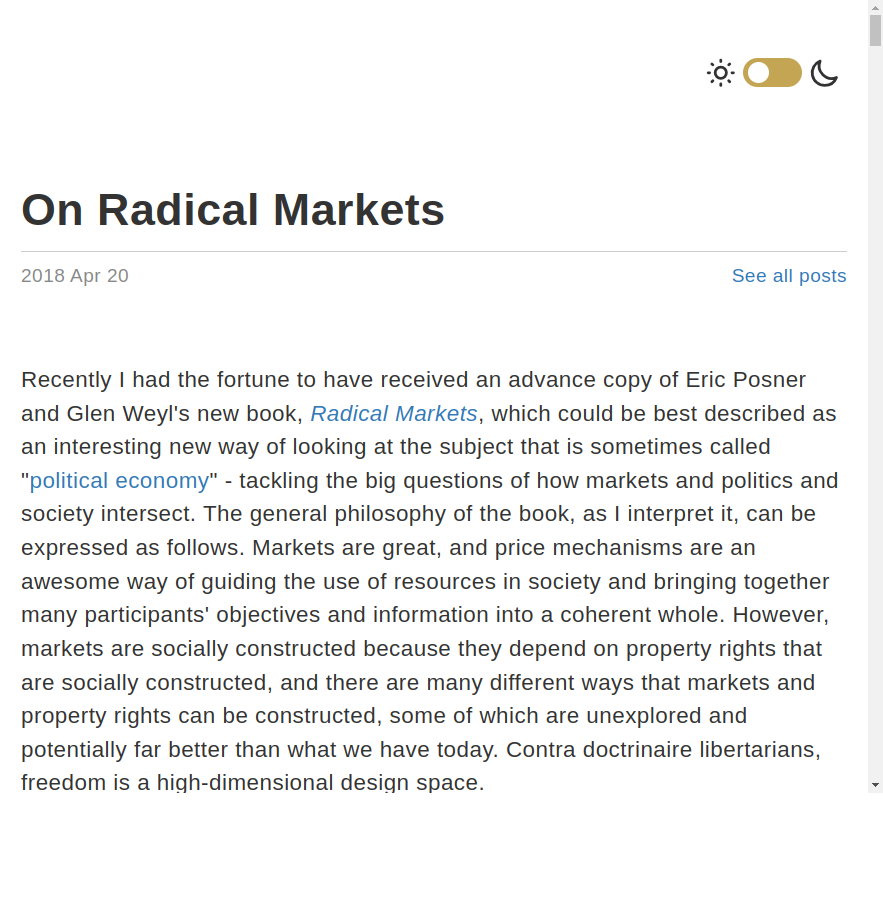 On Radical Markets
2018 Apr 20
See all posts
Recently I had the fortune to have received an advance copy of Eric Posner
and Glen Weyl's new book, Radical Markets, which could be best described as
an interesting new way of looking at the subject that is sometimes called
"political economy" - tackling the big questions of how markets and politics and
society intersect. The general philosophy of the book, as I interpret it, can be
expressed as follows. Markets are great, and price mechanisms are an
awesome way of guiding the use of resources in society and bringing together
many participants' objectives and information into a coherent whole. However,
markets are socially constructed because they depend on property rights that
are socially constructed, and there are many different ways that markets and
property rights can be constructed, some of which are unexplored and
potentially far better than what we have today. Contra doctrinaire libertarians,
freedom is a high-dimensional design space.